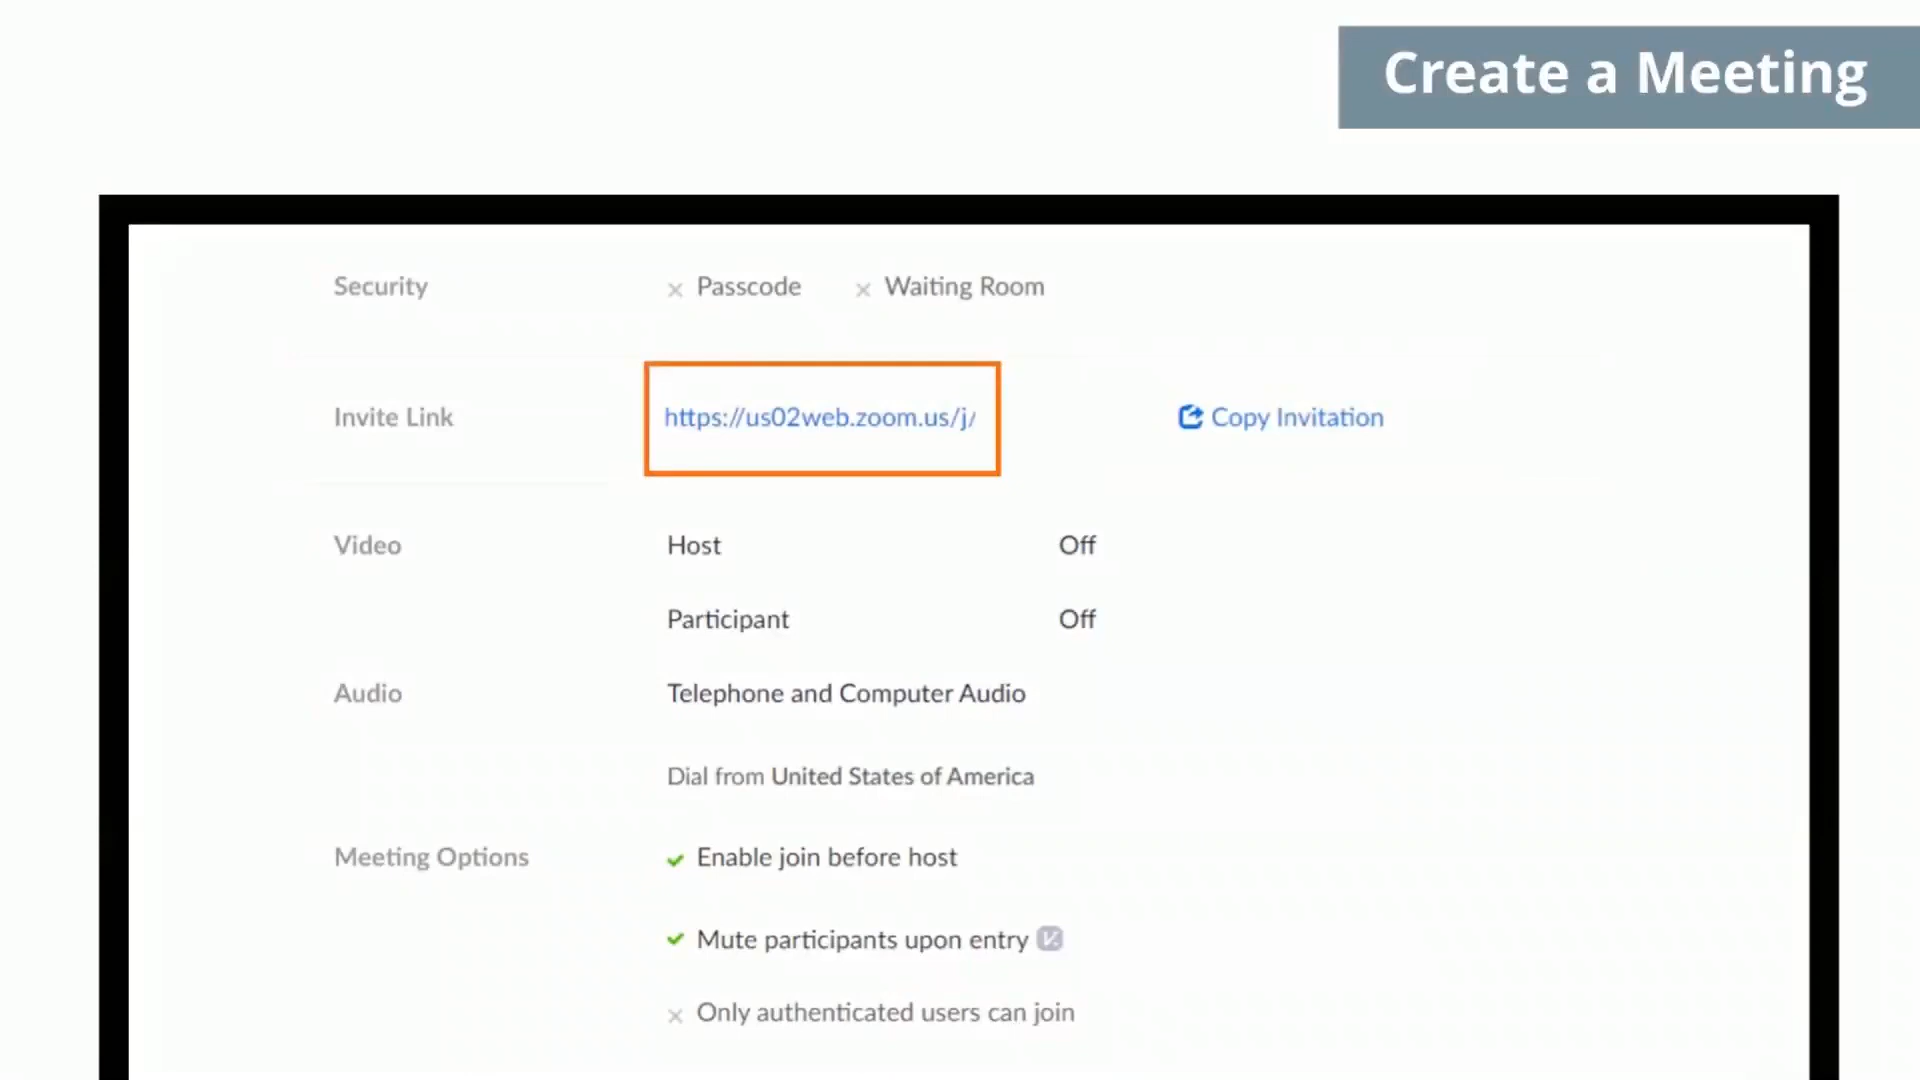 Create a Meeting
Security × Passcode × Waiting Room
Invite Link https://us02web.zoom.us/j/ Copy Invitation
Video Host Off
Participant Off
Audio Telephone and Computer Audio
Dial from United States of America
Meeting Options ✓ Enable join before host
✓ Mute participants upon entry
× Only authenticated users can join